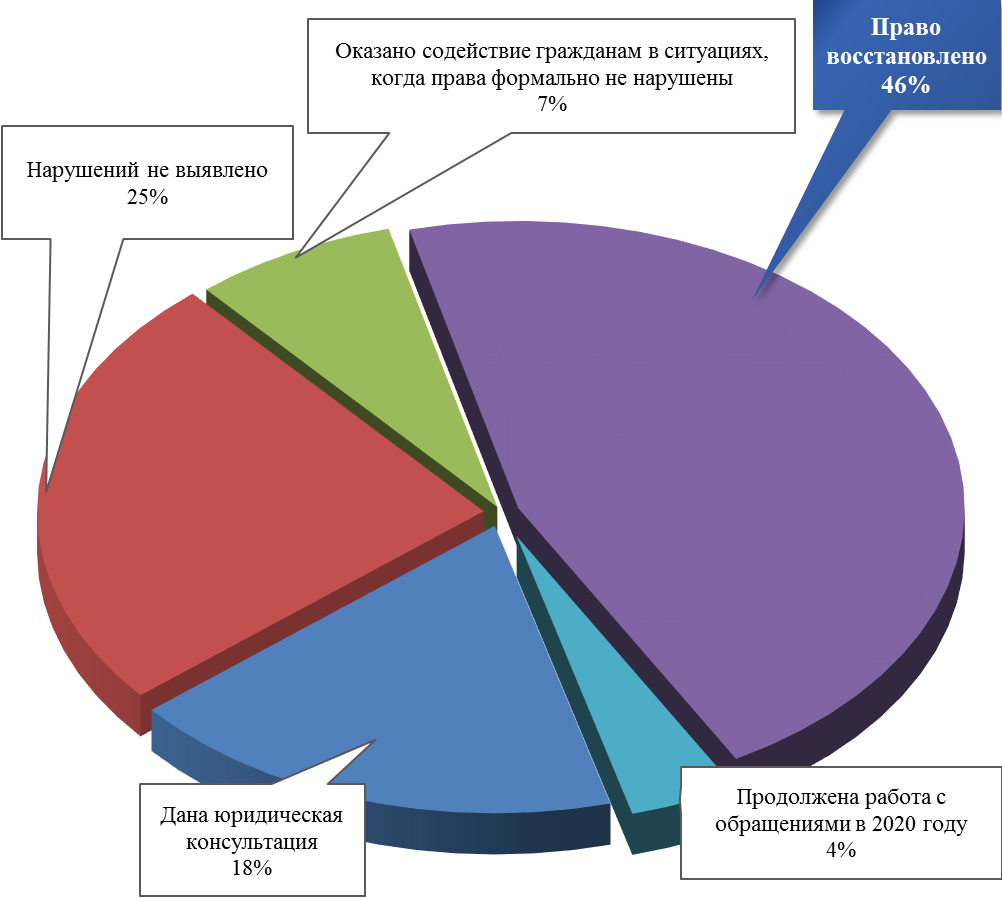 Право
восстановлено
46%
Оказано содействие гражданам в ситуациях,
когда права формально не нарушены
7%
Нарушений не выявлено
25%
Дана юридическая
консультация
18%
Продолжена работа с
обращениями в 2020 году
4%